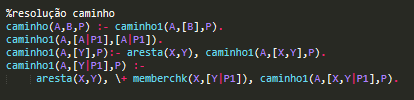 %resolução caminho
caminho(A,B,P) :- caminho1(A,[B],P).
caminho1(A,[A|P1],[A|P1]).
caminho1(A,[Y],P):- aresta(X,Y), caminho1(A,[X,Y],P).
caminho1(A,[Y|P1],P) :-
aresta(X,Y), \+ memberchk(X,[Y|P1]), caminho1(A,[X,Y|P1],P).